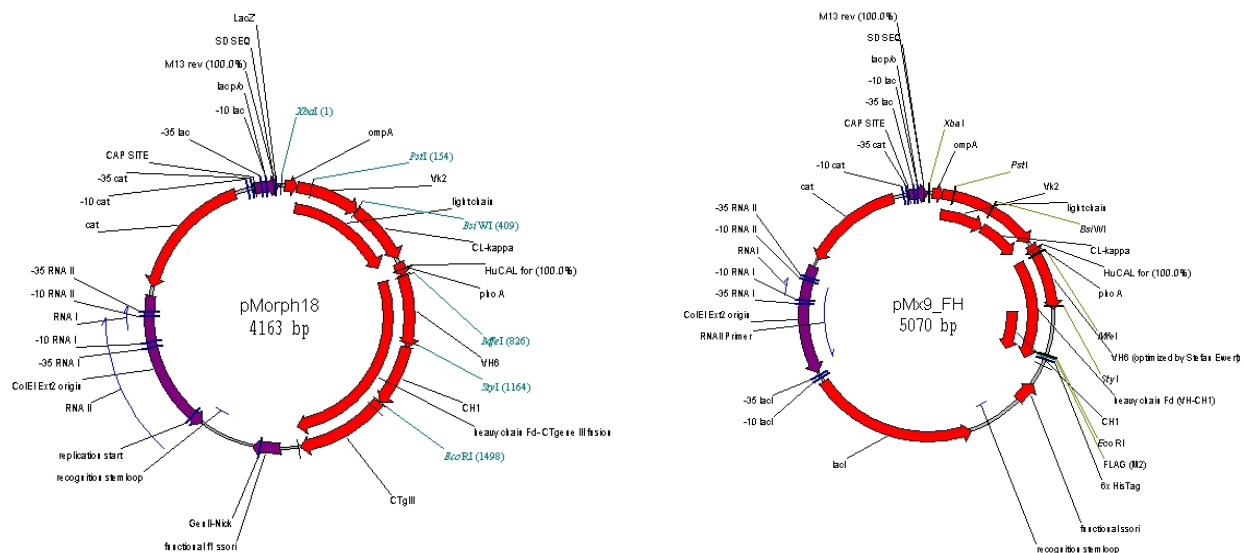 LacZ'
SD SEQ
M13 rev (100.0%)
lac p/o
-10 lac
-35 lac
CAP SITE
-35 cat
-10 cat
cat
-35 RNA II
-10 RNA II
RNA I
-10 RNA I
-35 RNA I
ColEI Ext2 origin
RNA II
replication start
recognition stem loop
Gen II-Nick
functional f1 ssori
XbaI (1)
ompA
PstI (154)
Vk2
light chain
BsiWI (409)
CL-kappa
HuCAL for (100.0%)
pho A
MfeI (826)
VH6
StyI (1164)
CH1
heavy chain Fd-CTgene III fusion
EcoRI (1498)
CTgIII
pMorph18
4163 bp
M13 rev (100.0%)
SD SEQ
lac p/o
-10 lac
-35 lac
CAP SITE
-35 cat
-10 cat
cat
-35 RNA II
-10 RNA II
RNAI
-10 RNA I
-35 RNA I
ColEI Ext2 origin
RNAII Primer
-35 lacI
-10 lacI
lacI
XbaI
ompA
PstI
Vk2
light chain
BsiWI
CL-kappa
HuCAL for (100.0%)
pho A
MfeI
VH6 (optimized by Stefan Ewert)
StyI
heavy chain Fd (VH-CH1)
CH1
EcoRI
FLAG (M2)
6x HisTag
functional ssori
recognition stem loop
pMx9_FH
5070 bp